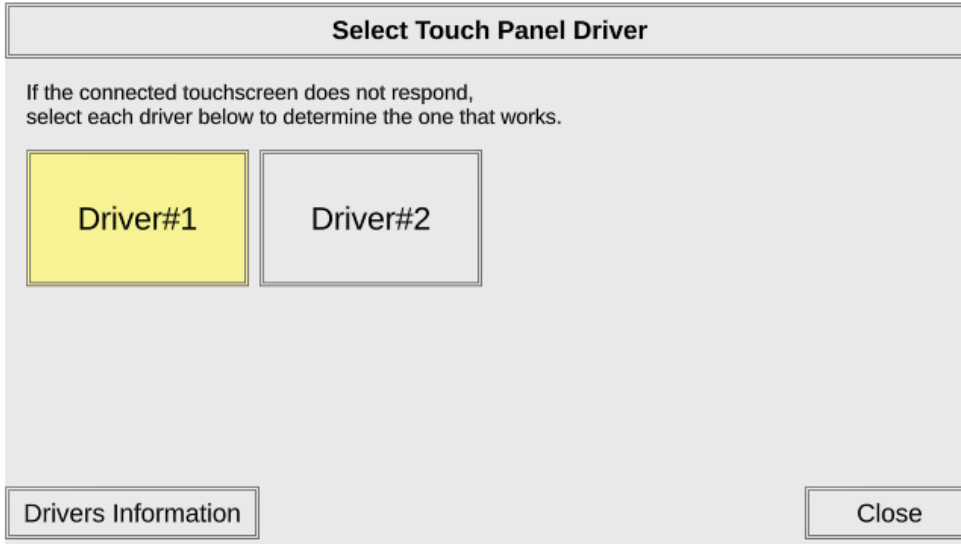 Select Touch Panel Driver
If the connected touchscreen does not respond,
select each driver below to determine the one that works.
Driver#1
Driver#2
Drivers Information
Close